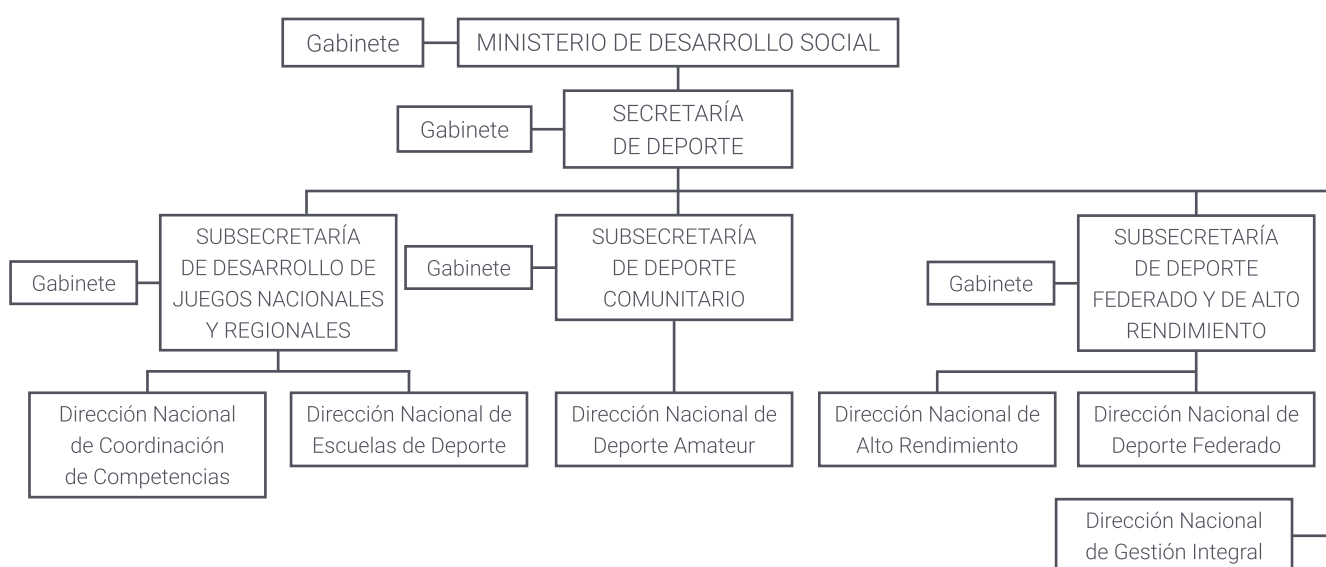 Gabinete
MINISTERIO DE DESARROLLO SOCIAL
Gabinete
SECRETARÍA
DE DEPORTE
Gabinete
SUBSECRETARÍA
DE DESARROLLO DE
JUEGOS NACIONALES
Y REGIONALES
Gabinete
SUBSECRETARÍA
DE DEPORTE
COMUNITARIO
Gabinete
SUBSECRETARÍA
DE DEPORTE
FEDERADO Y DE ALTO
RENDIMIENTO
Dirección Nacional
de Coordinación
de Competencias
Dirección Nacional de
Escuelas de Deporte
Dirección Nacional de
Deporte Amateur
Dirección Nacional de
Alto Rendimiento
Dirección Nacional de
Deporte Federado
Dirección Nacional
de Gestión Integral